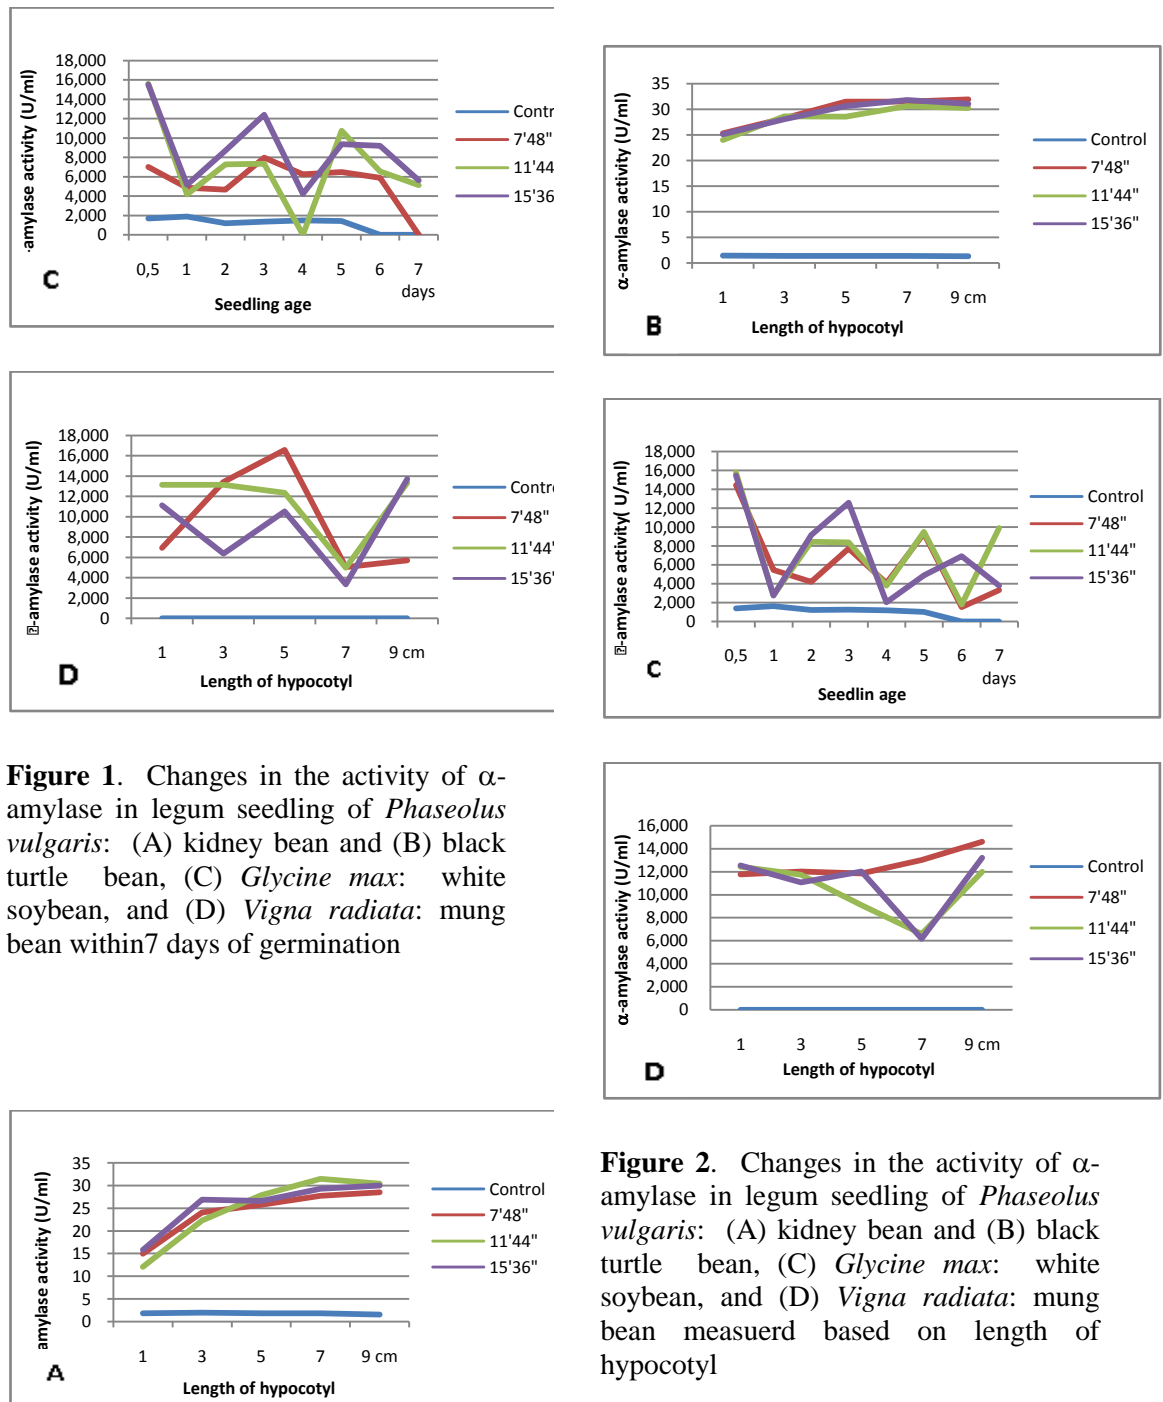 18,000
16,000
14,000
12,000
10,000
8,000
6,000
4,000
2,000
0
-amylase activity (U/ml)
0,5 1 2 3 4 5 6 7
days
Seedling age
C
Control
7'48"
11'44
15'36
18,000
16,000
14,000
12,000
10,000
8,000
6,000
4,000
2,000
0
-amylase activity (U/ml)
1 3 5 7 9 cm
Length of hypocotyl
D
Contro
7'48"
11'44"
15'36"
Figure 1. Changes in the activity of α-
amylase in legum seedling of Phaseolus
vulgaris: (A) kidney bean and (B) black
turtle bean, (C) Glycine max: white
soybean, and (D) Vigna radiata: mung
bean within7 days of germination
35
30
25
20
15
10
5
0
amylase activity (U/ml)
1 3 5 7 9 cm
Length of hypocotyl
A
Control
7'48"
11'44"
15'36"
35
30
25
20
15
10
5
0
α-amylase activity (U/ml)
1 3 5 7 9 cm
Length of hypocotyl
B
Control
7'48"
11'44"
15'36"
18,000
16,000
14,000
12,000
10,000
8,000
6,000
4,000
2,000
0
-amylase activity( U/ml)
0,5 1 2 3 4 5 6 7
days
Seedlin age
C
Control
7'48"
11'44"
15'36"
16,000
14,000
12,000
10,000
8,000
6,000
4,000
2,000
0
α-amylase activiy (U/ml)
1 3 5 7 9 cm
Length of hypocotyl
D
Control
7'48"
11'44"
15'36"
Figure 2. Changes in the activity of α-
amylase in legum seedling of Phaseolus
vulgaris: (A) kidney bean and (B) black
turtle bean, (C) Glycine max: white
soybean, and (D) Vigna radiata: mung
bean measuerd based on length of
hypocotyl